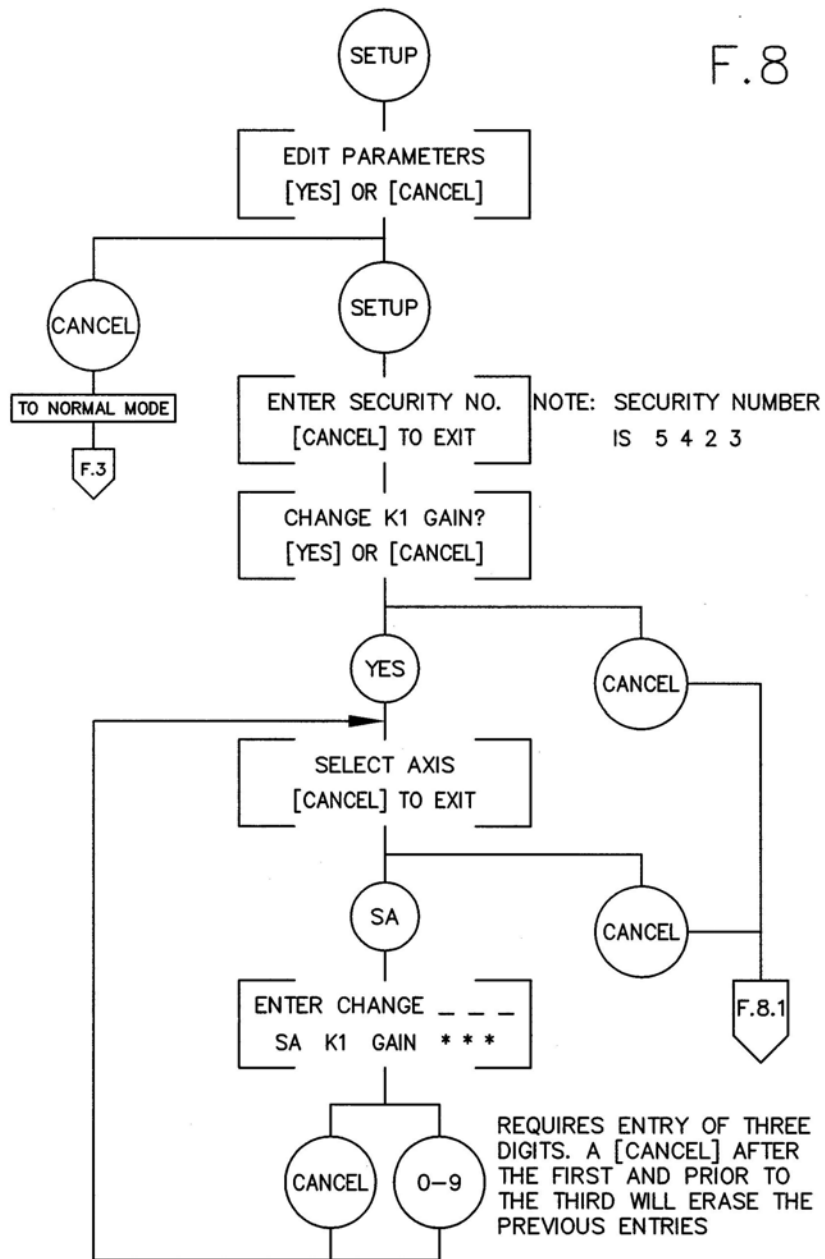 F.8
SETUP
EDIT PARAMETERS
[YES] OR [CANCEL]
CANCEL
SETUP
TO NORMAL MODE
F.3
ENTER SECURITY NO.
[CANCEL] TO EXIT
NOTE: SECURITY NUMBER
IS 5 4 2 3
CHANGE K1 GAIN?
[YES] OR [CANCEL]
YES
CANCEL
SELECT AXIS
[CANCEL] TO EXIT
SA
CANCEL
F.8.1
ENTER CHANGE _ _ _
SA K1 GAIN * * *
CANCEL
0-9
REQUIRES ENTRY OF THREE
DIGITS. A [CANCEL] AFTER
THE FIRST AND PRIOR TO
THE THIRD WILL ERASE THE
PREVIOUS ENTRIES